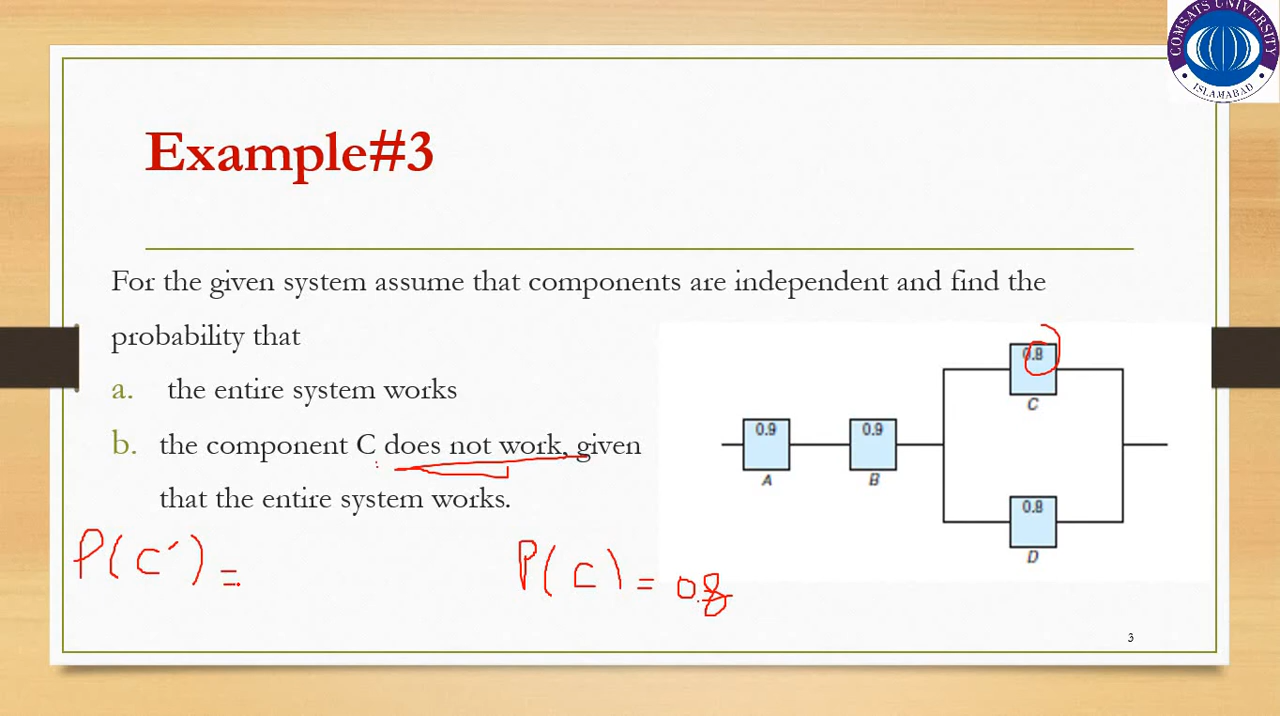 COMSATS UNIVERSITY
ISLAMABAD
Example#3
For the given system assume that components are independent and find the
probability that
a. the entire system works
b. the component C does not work, given
that the entire system works.
0.8
C
0.9
A
0.9
B
0.8
D
P(C′) =
P(C) = 0.8
3